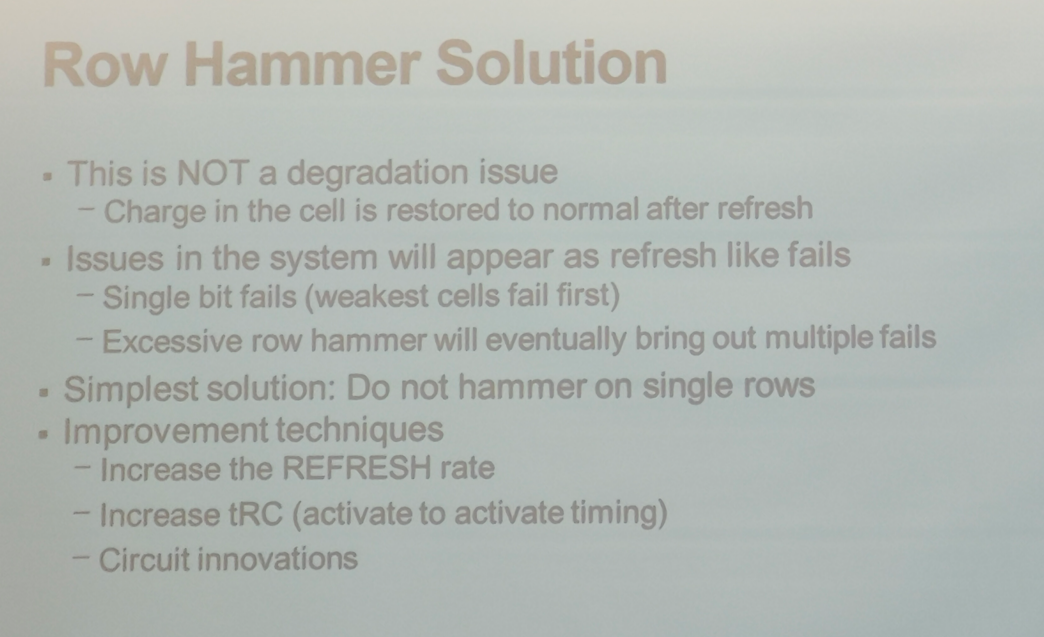 Row Hammer Solution
▪ This is NOT a degradation issue
– Charge in the cell is restored to normal after refresh
▪ Issues in the system will appear as refresh like fails
– Single bit fails (weakest cells fail first)
– Excessive row hammer will eventually bring out multiple fails
▪ Simplest solution: Do not hammer on single rows
▪ Improvement techniques
– Increase the REFRESH rate
– Increase tRC (activate to activate timing)
– Circuit innovations